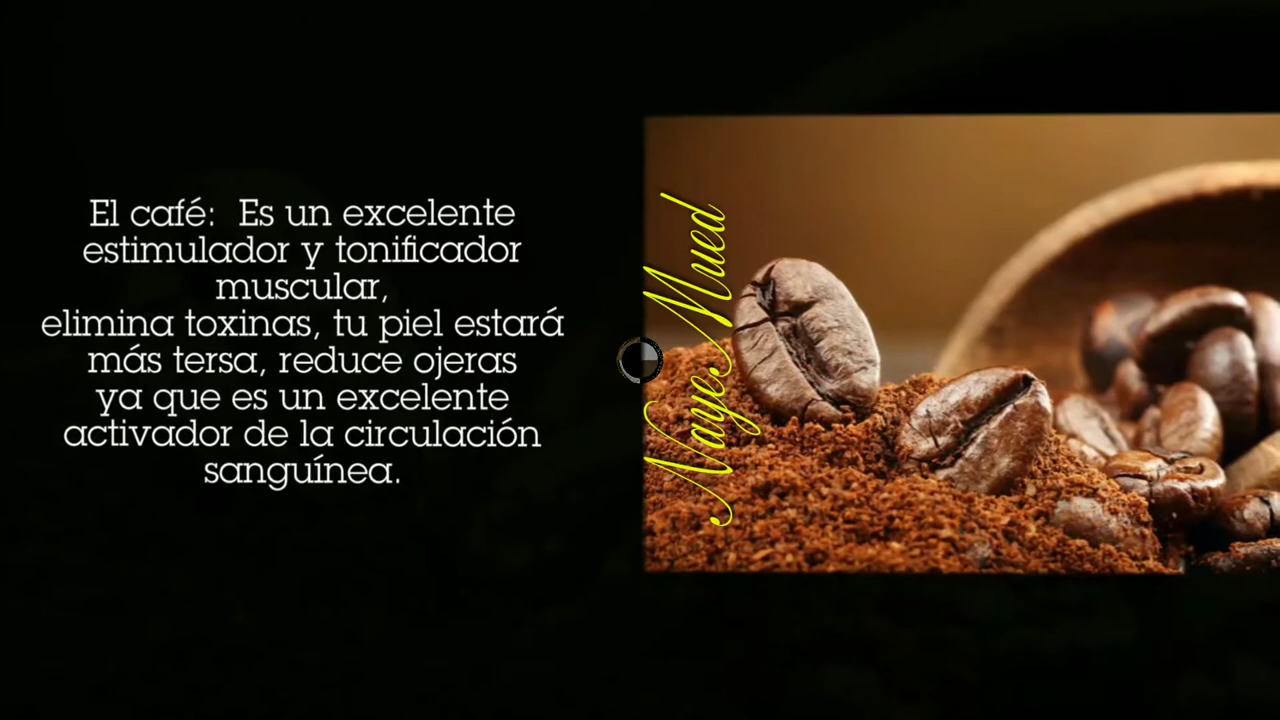 El café:  Es un excelente
estimulador y tonificador
muscular,
elimina toxinas, tu piel estará
más tersa, reduce ojeras
ya que es un excelente
activador de la circulación
sanguínea.
Naye Mued